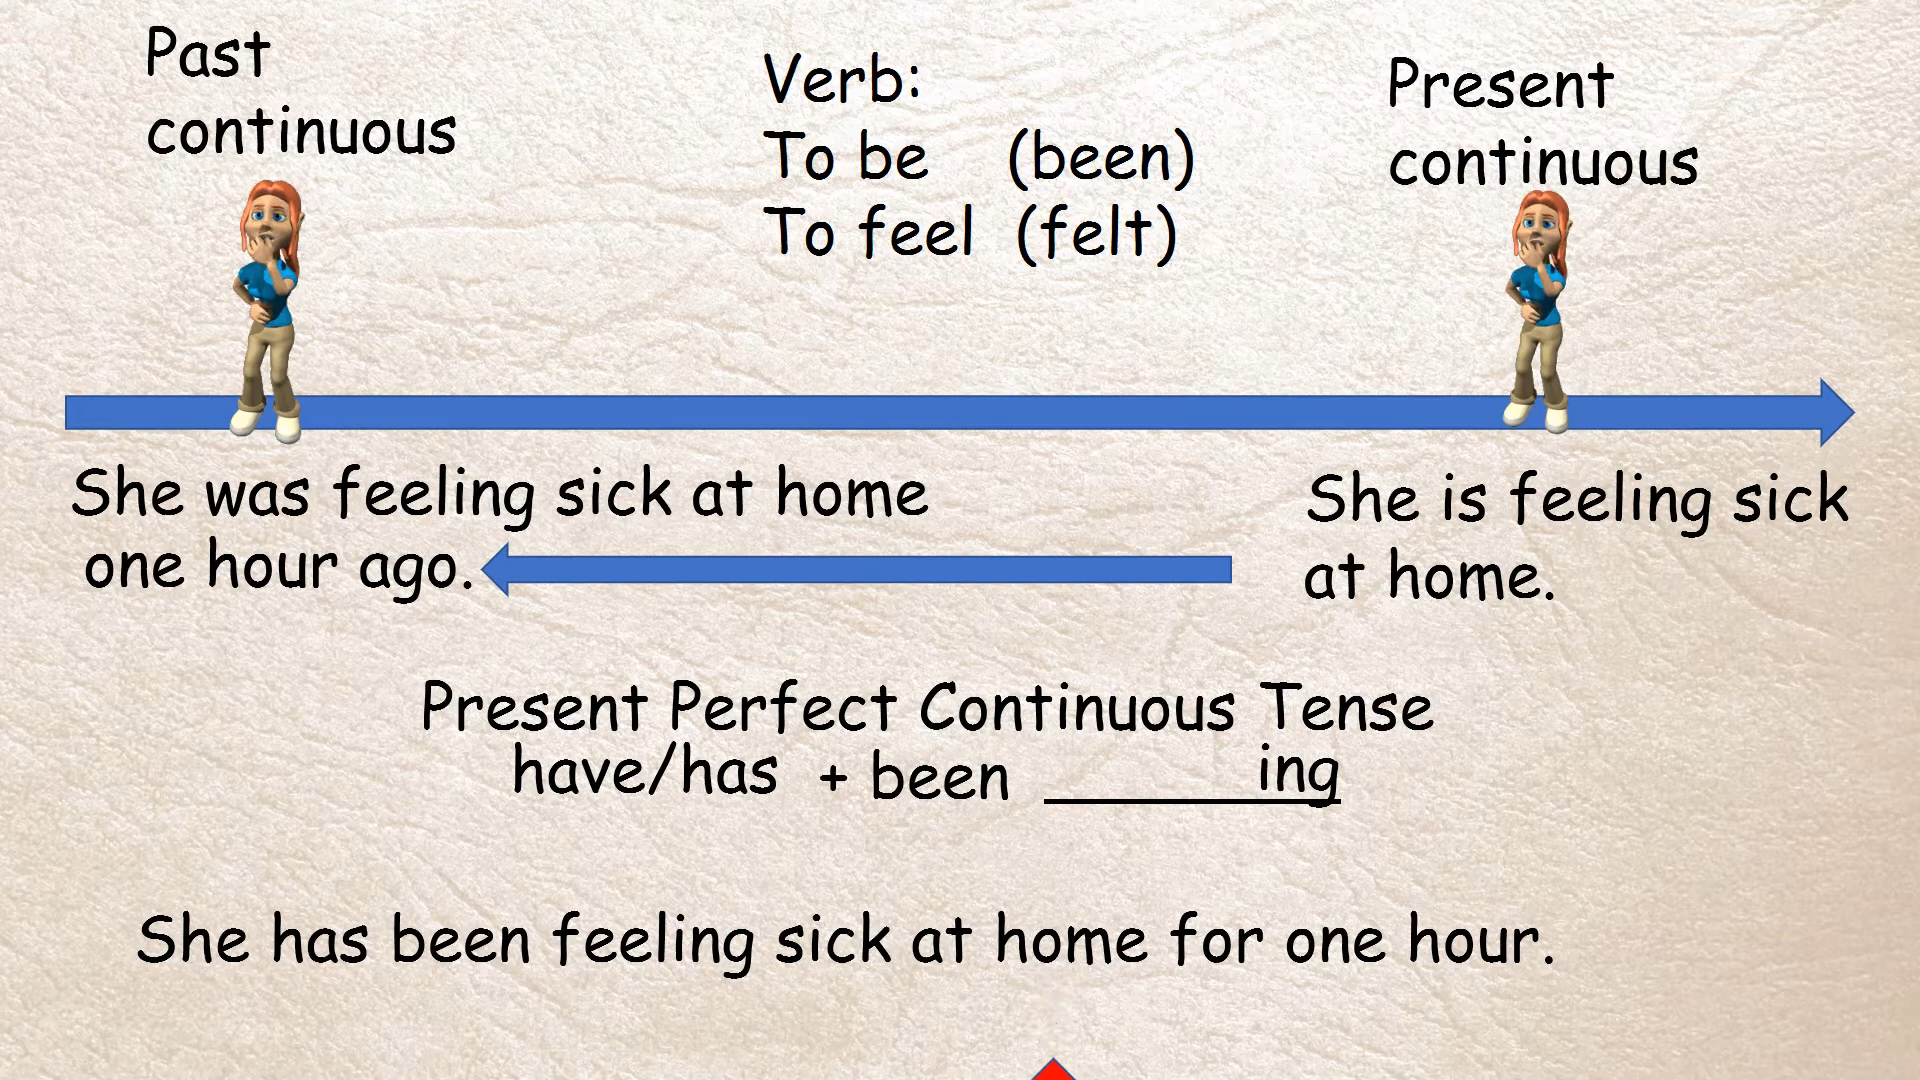 Past
continuous
Verb:
To be (been)
To feel (felt)
Present
continuous
She was feeling sick at home
one hour ago.
She is feeling sick
at home.
Present Perfect Continuous Tense
have/has + been ________ing
She has been feeling sick at home for one hour.